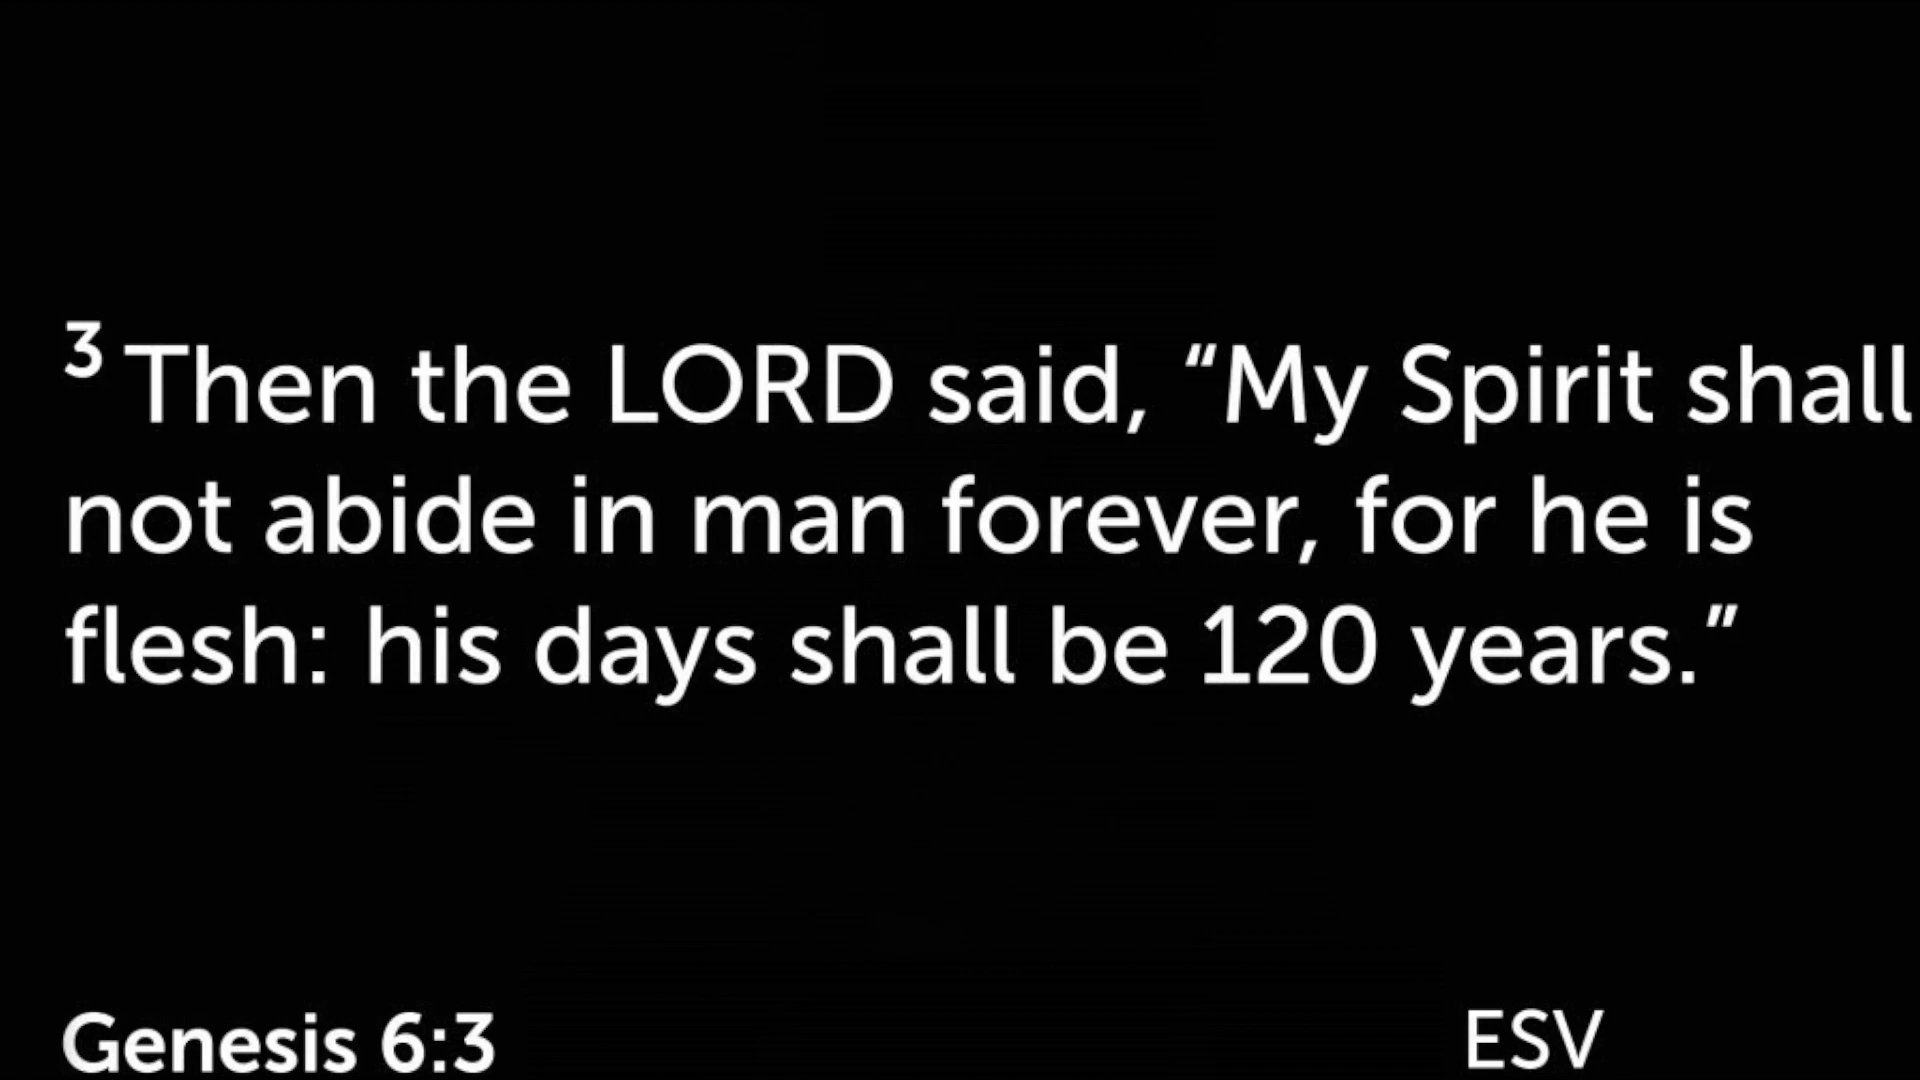 3 Then the LORD said, “My Spirit shall
not abide in man forever, for he is
flesh: his days shall be 120 years.”
Genesis 6:3 ESV